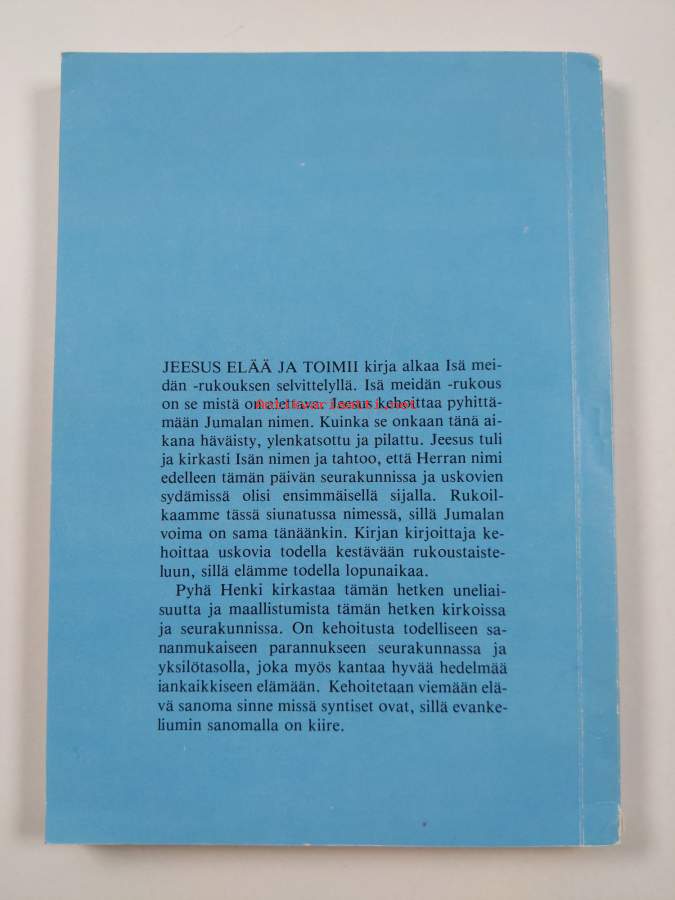 JEESUS ELÄÄ JA TOIMII kirja alkaa Isä mei-
dän -rukouksen selvittelyllä. Isä meidän -rukous
on se mistä on aloittava. Jeesus kehoittaa pyhittä-
mään Jumalan nimen. Kuinka se onkaan tänä ai-
kana häväisty, ylenkatsottu ja pilattu. Jeesus tuli
ja kirkasti Isän nimen ja tahtoo, että Herran nimi
edelleen tämän päivän seurakunnissa ja uskovien
sydämissä olisi ensimmäisellä sijalla. Rukoil-
kaamme tässä siunatussa nimessä, sillä Jumalan
voima on sama tänäänkin. Kirjan kirjoittaja ke-
hoittaa uskovia todella kestävään rukoustaiste-
luun, sillä elämme todella lopunaikaa.
Pyhä Henki kirkastaa tämän hetken uneliai-
suutta ja maallistumista tämän hetken kirkoissa
ja seurakunnissa. On kehoitusta todelliseen sa-
nanmukaiseen parannukseen seurakunnassa ja
yksilötasolla, joka myös kantaa hyvää hedelmää
iankaikkiseen elämään. Kehoitetaan viemään elä-
vä sanoma sinne missä syntiset ovat, sillä evanke-
liumin sanomalla on kiire.